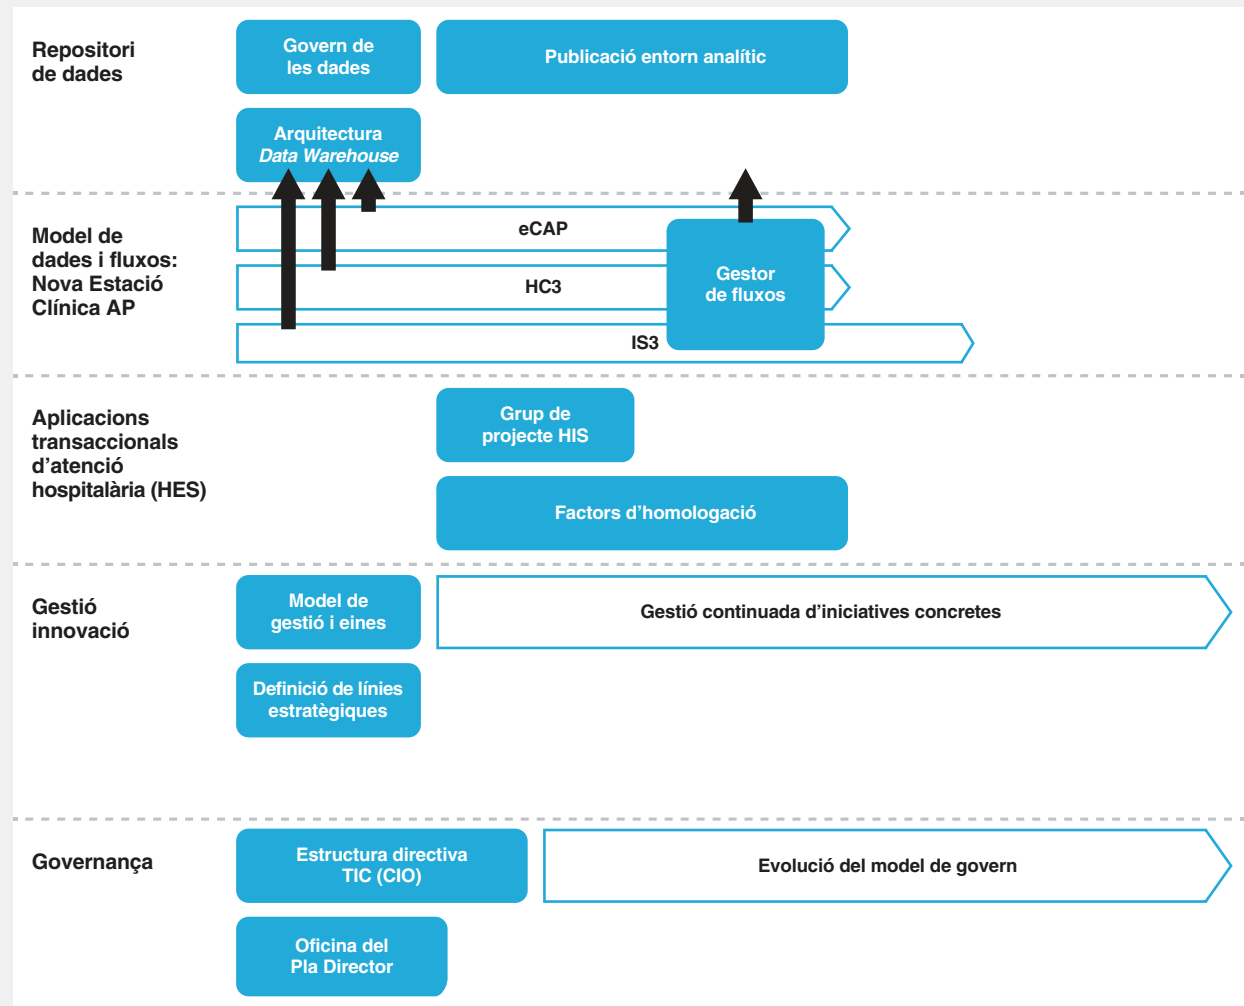 Repositori
de dades
Govern de
les dades
Publicació entorn analític
Arquitectura
Data Warehouse
Model de
dades i fluxos:
Nova Estació
Clínica AP
eCAP
HC3
IS3
Gestor
de fluxos
Aplicacions
transaccionals
d’atenció
hospitalària (HES)
Grup de
projecte HIS
Factors d’homologació
Gestió
innovació
Model de
gestió i eines
Gestió continuada d’iniciatives concretes
Definició de línies
estratègiques
Governança
Estructura directiva
TIC (CIO)
Evolució del model de govern
Oficina del
Pla Director